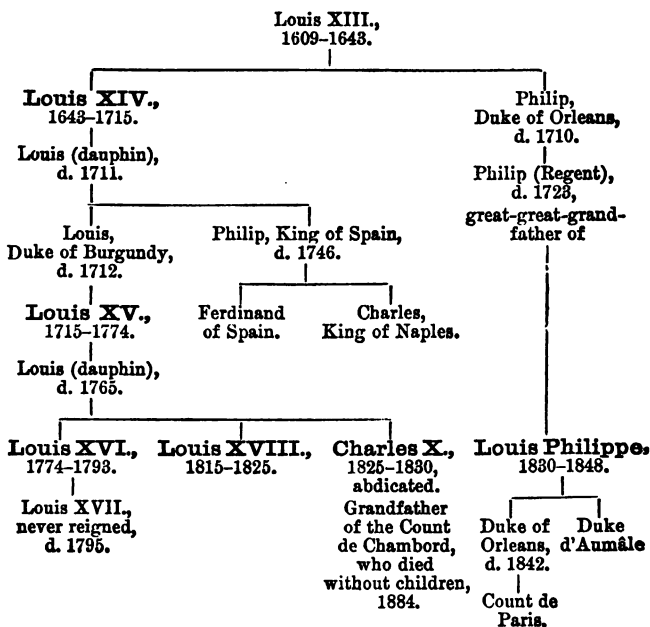 Louis XIII.,
1609–1643.
Louis XIV.,
1643–1715.
Philip,
Duke of Orleans,
d. 1710.
Louis (dauphin),
d. 1711.
Philip (Regent),
d. 1723,
great-great-grand-
father of
Louis,
Duke of Burgundy,
d. 1712.
Philip, King of Spain,
d. 1746.
Louis XV.,
1715–1774.
Ferdinand
of Spain.
Charles,
King of Naples.
Louis (dauphin),
d. 1765.
Louis XVI.,
1774–1793.
Louis XVIII.,
1815–1825.
Charles X.,
1825–1830,
abdicated.
Louis Philippe,
1830–1848.
Louis XVII.,
never reigned,
d. 1795.
Grandfather
of the Count
de Chambord,
who died
without children,
1884.
Duke of
Orleans,
d. 1842.
Duke
d'Aumâle
Count de
Paris.